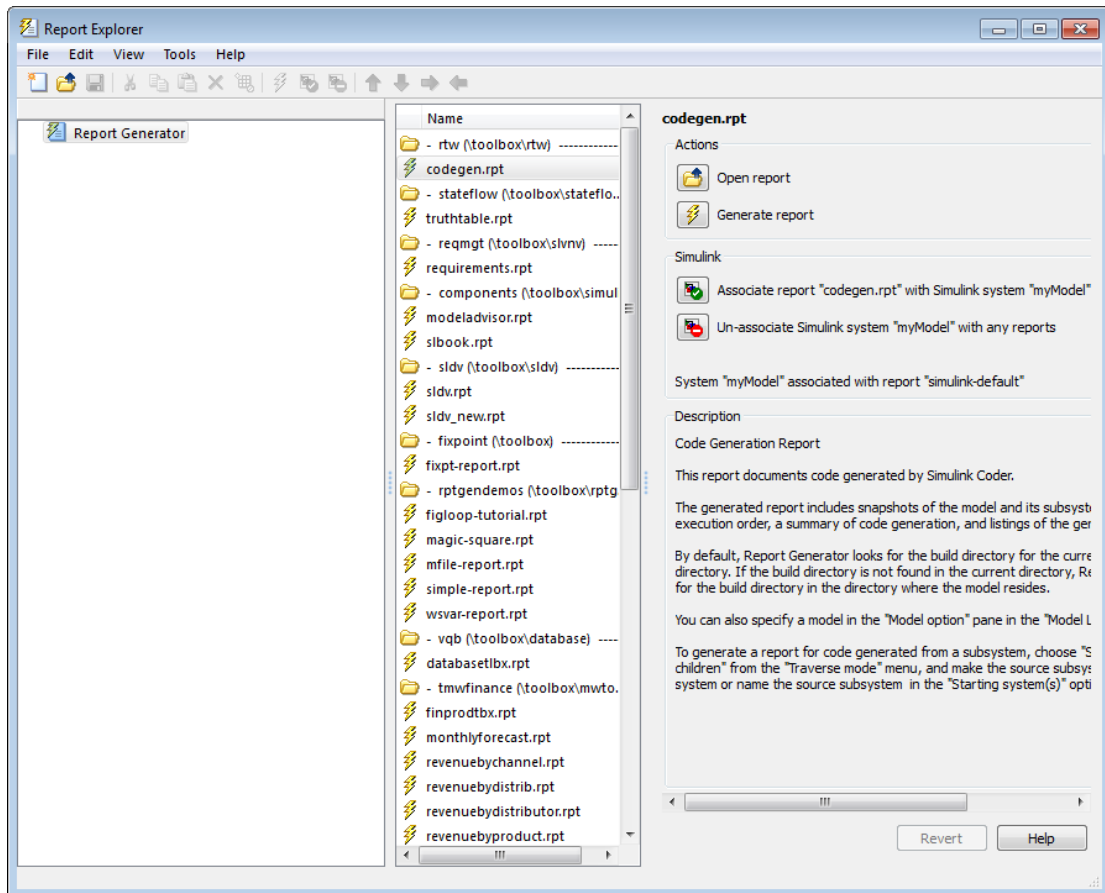 Report Explorer
File Edit View Tools Help
Report Generator
Name
- rtw (\toolbox\rtw) ------------
codegen.rpt
- stateflow (\toolbox\stateflo...
truthtable.rpt
- reqmgt (\toolbox\slvnv) -----
requirements.rpt
- components (\toolbox\simul
modeladvisor.rpt
slbook.rpt
- sldv (\toolbox\sldv) -----------
sldv.rpt
sldv_new.rpt
- fixpoint (\toolbox) ------------
fixpt-report.rpt
- rptgendemos (\toolbox\rptg
figloop-tutorial.rpt
magic-square.rpt
mfile-report.rpt
simple-report.rpt
wsvar-report.rpt
- vqb (\toolbox\database) ----
databasetlbx.rpt
- tmwfinance (\toolbox\mwto...
finprodtbx.rpt
monthlyforecast.rpt
revenuebychannel.rpt
revenuebydistrib.rpt
revenuebydistributor.rpt
revenuebyproduct.rpt
codegen.rpt
Actions
Open report
Generate report
Simulink
Associate report "codegen.rpt" with Simulink system "myModel"
Un-associate Simulink system "myModel" with any reports
System "myModel" associated with report "simulink-default"
Description
Code Generation Report
This report documents code generated by Simulink Coder.
The generated report includes snapshots of the model and its subsyste
execution order, a summary of code generation, and listings of the ger
By default, Report Generator looks for the build directory for the curre
directory. If the build directory is not found in the current directory, Re
for the build directory in the directory where the model resides.
You can also specify a model in the "Model option" pane in the "Model L
To generate a report for code generated from a subsystem, choose "S
children" from the "Traverse mode" menu, and make the source subsys
system or name the source subsystem in the "Starting system(s)" opti
Revert Help